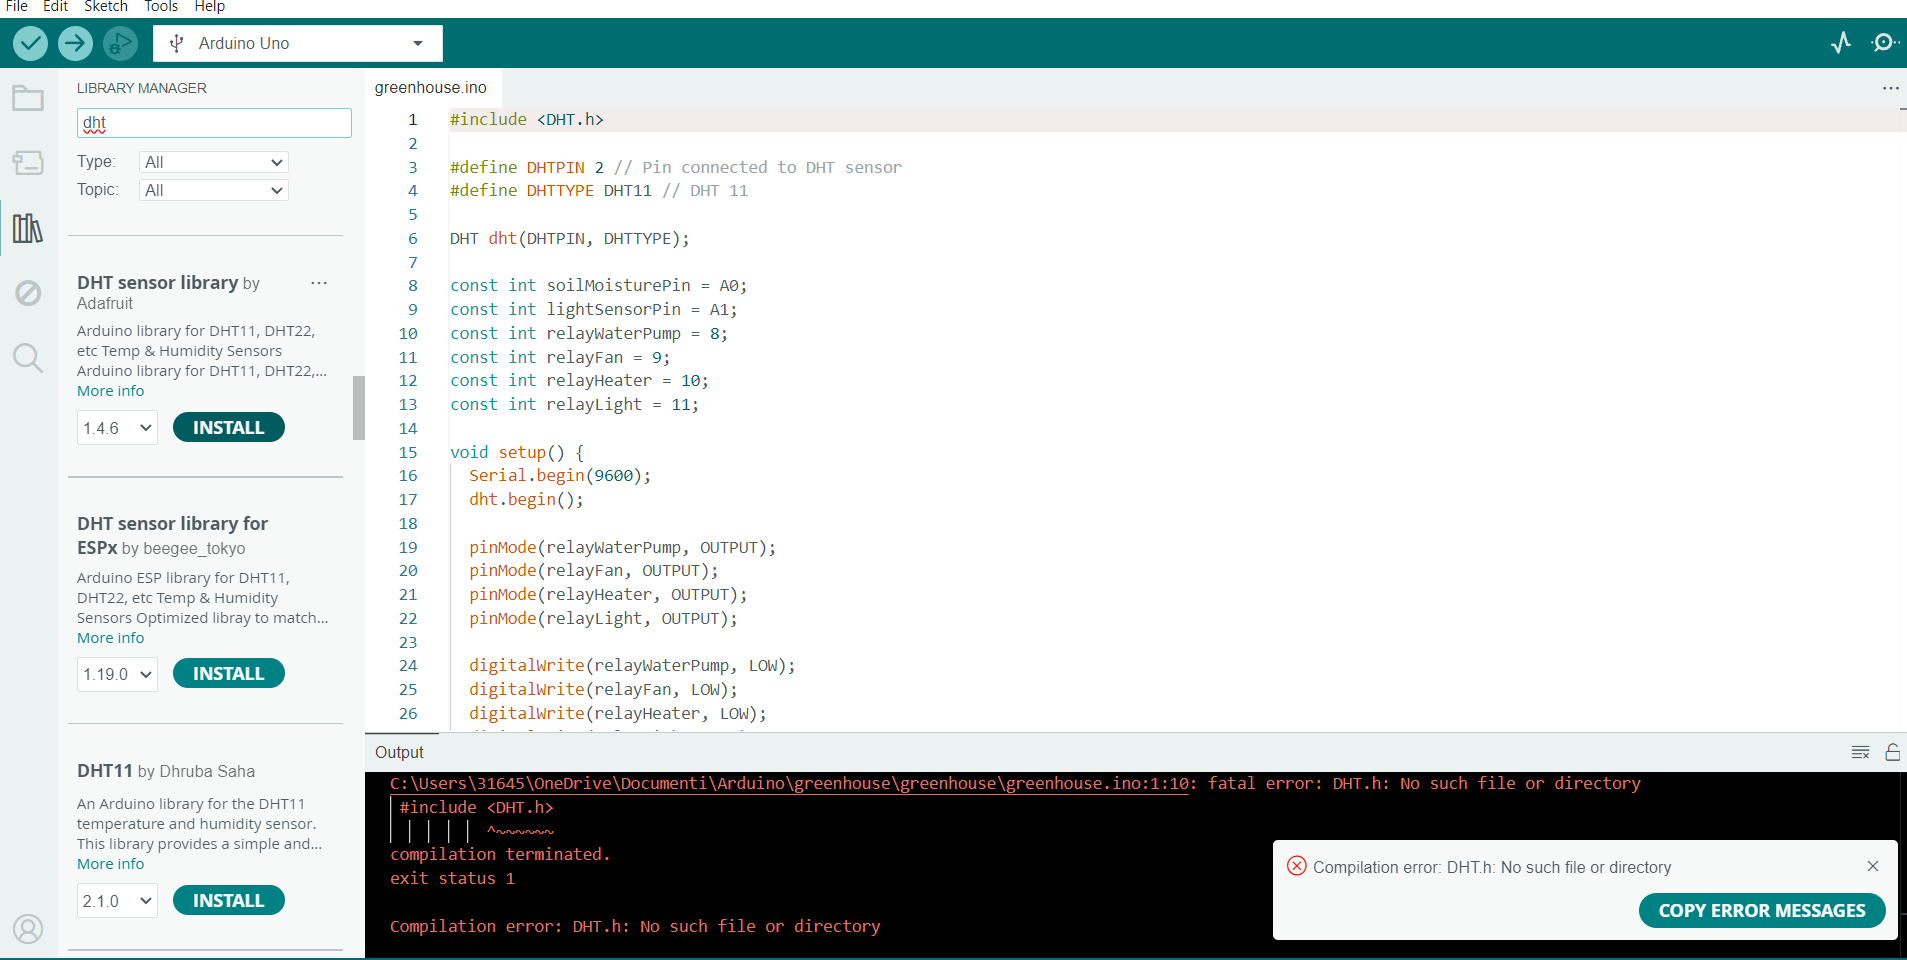 File Edit Sketch Tools Help
Arduino Uno
LIBRARY MANAGER
dht
Type: All
Topic: All
DHT sensor library by
Adafruit
Arduino library for DHT11, DHT22,
etc Temp & Humidity Sensors
Arduino library for DHT11, DHT22,...
More info
1.4.6 INSTALL
DHT sensor library for
ESPx by beegee_tokyo
Arduino ESP library for DHT11,
DHT22, etc Temp & Humidity
Sensors Optimized libray to match...
More info
1.19.0 INSTALL
DHT11 by Dhruba Saha
An Arduino library for the DHT11
temperature and humidity sensor.
This library provides a simple and...
More info
2.1.0 INSTALL
greenhouse.ino
1 #include <DHT.h>
2
3 #define DHTPIN 2 // Pin connected to DHT sensor
4 #define DHTTYPE DHT11 // DHT 11
5
6 DHT dht(DHTPIN, DHTTYPE);
7
8 const int soilMoisturePin = A0;
9 const int lightSensorPin = A1;
10 const int relayWaterPump = 8;
11 const int relayFan = 9;
12 const int relayHeater = 10;
13 const int relayLight = 11;
14
15 void setup() {
16 Serial.begin(9600);
17 dht.begin();
18
19 pinMode(relayWaterPump, OUTPUT);
20 pinMode(relayFan, OUTPUT);
21 pinMode(relayHeater, OUTPUT);
22 pinMode(relayLight, OUTPUT);
23
24 digitalWrite(relayWaterPump, LOW);
25 digitalWrite(relayFan, LOW);
26 digitalWrite(relayHeater, LOW);
Output
C:\Users\31645\OneDrive\Documenti\Arduino\greenhouse\greenhouse\greenhouse.ino:1:10: fatal error: DHT.h: No such file or directory
#include <DHT.h>
^~~~~~~
compilation terminated.
exit status 1
Compilation error: DHT.h: No such file or directory
Compilation error: DHT.h: No such file or directory
COPY ERROR MESSAGES